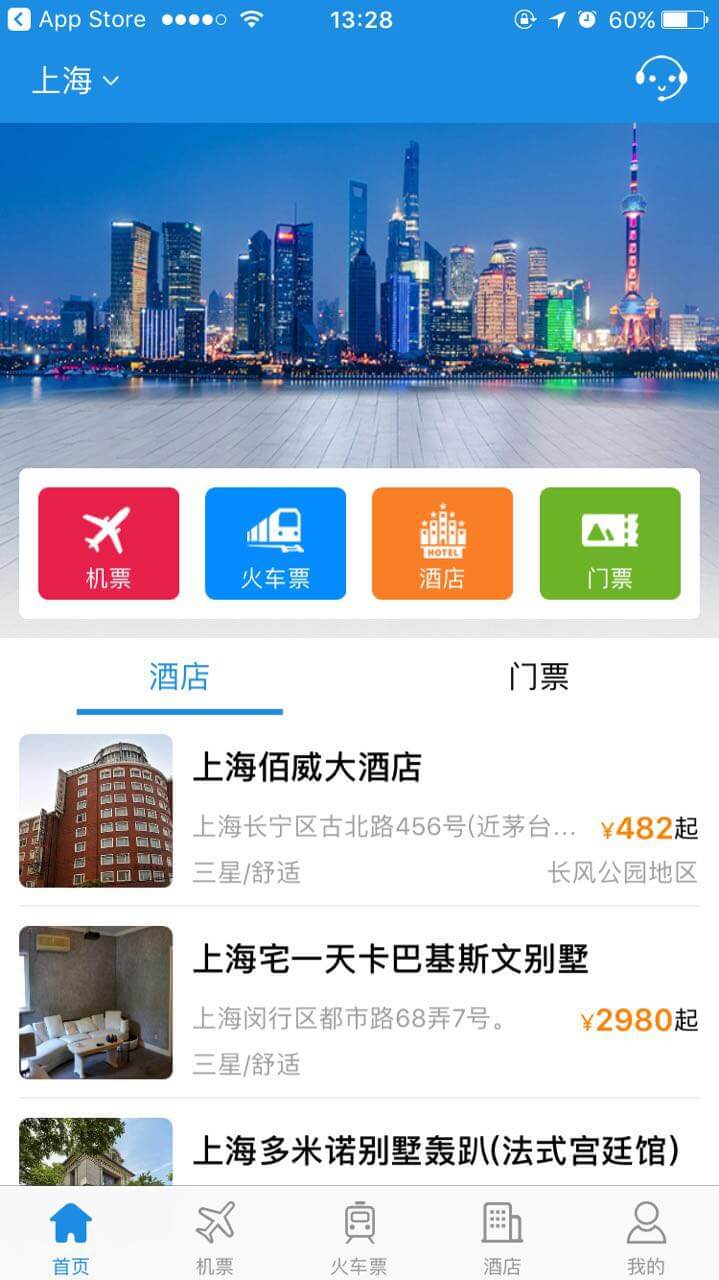 App Store 13:28 60%
上海
机票 火车票 HOTEL 酒店 门票
酒店 门票
上海佰威大酒店
上海长宁区古北路456号(近茅台... ¥482起
三星/舒适 长风公园地区
上海宅一天卡巴基斯文别墅
上海闵行区都市路68弄7号。 ¥2980起
三星/舒适
上海多米诺别墅轰趴(法式宫廷馆)
首页 机票 火车票 酒店 我的